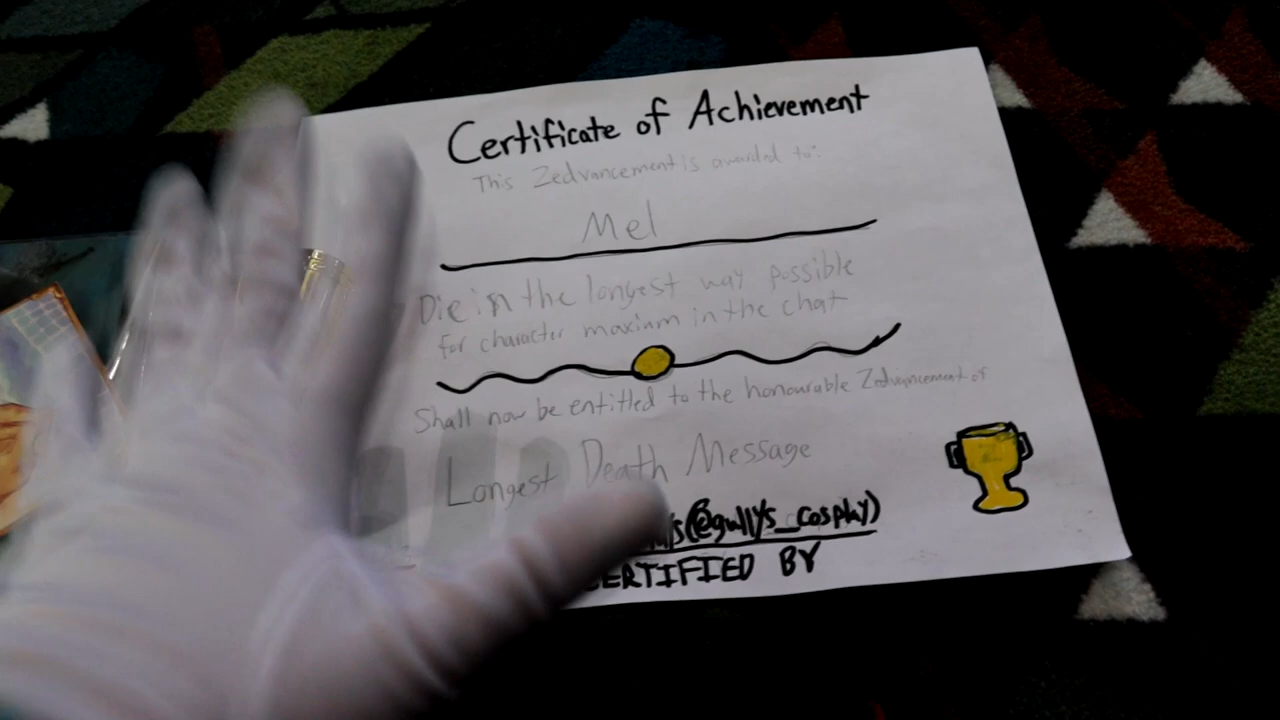 Certificate of Achievement
This Zedvancement is awarded to:
Mel
Die in the longest way possible
for character maxium in the chat
Shall now be entitled to the honourable Zedvancement of
Longest Death Message
(@gullys_cosplay)
CERTIFIED BY